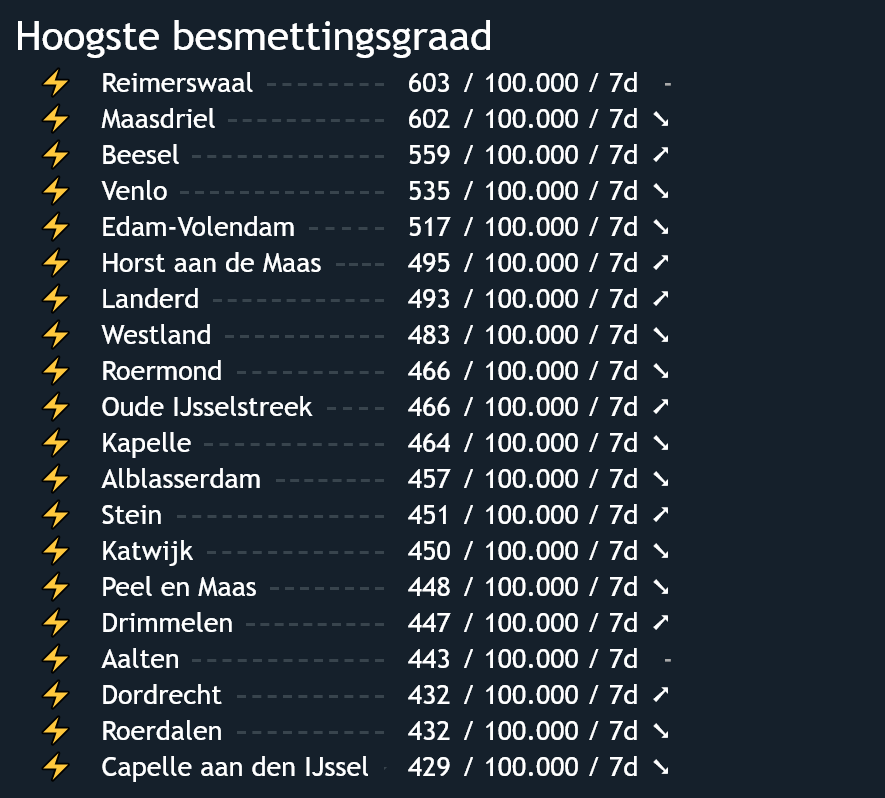 Hoogste besmettingsgraad
Reimerswaal 603 / 100.000 / 7d -
Maasdriel 602 / 100.000 / 7d ➘
Beesel 559 / 100.000 / 7d ➚
Venlo 535 / 100.000 / 7d ➘
Edam-Volendam 517 / 100.000 / 7d ➘
Horst aan de Maas 495 / 100.000 / 7d ➚
Landerd 493 / 100.000 / 7d ➚
Westland 483 / 100.000 / 7d ➘
Roermond 466 / 100.000 / 7d ➘
Oude IJsselstreek 466 / 100.000 / 7d ➚
Kapelle 464 / 100.000 / 7d ➘
Alblasserdam 457 / 100.000 / 7d ➘
Stein 451 / 100.000 / 7d ➚
Katwijk 450 / 100.000 / 7d ➘
Peel en Maas 448 / 100.000 / 7d ➘
Drimmelen 447 / 100.000 / 7d ➚
Aalten 443 / 100.000 / 7d -
Dordrecht 432 / 100.000 / 7d ➚
Roerdalen 432 / 100.000 / 7d ➘
Capelle aan den IJssel 429 / 100.000 / 7d ➘